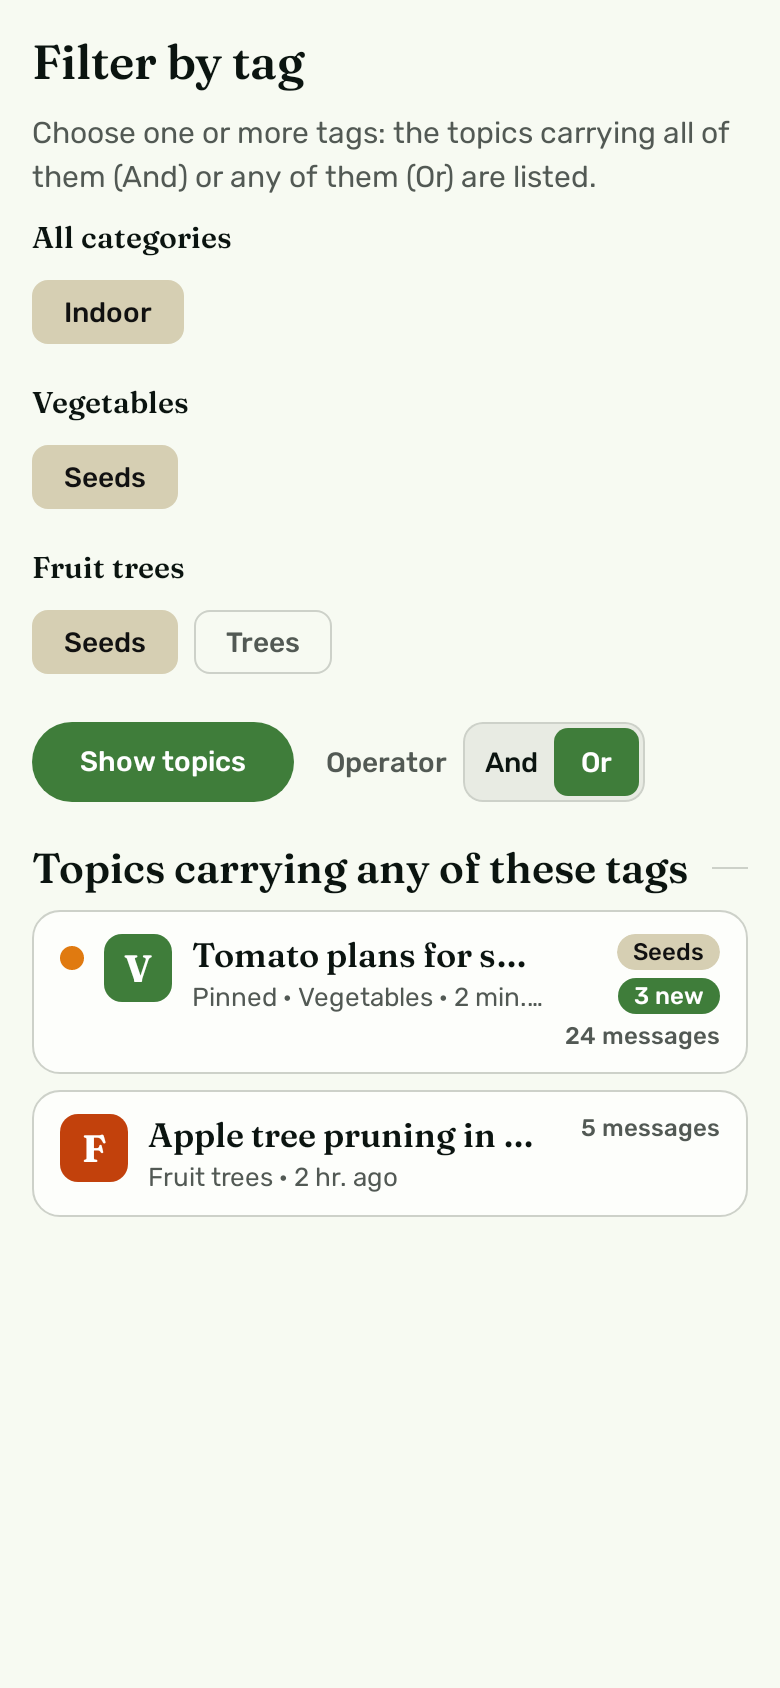 Filter by tag
Choose one or more tags: the topics carrying all of
them (And) or any of them (Or) are listed.
All categories
Indoor
Vegetables
Seeds
Fruit trees
Seeds Trees
Show topics Operator And Or
Topics carrying any of these tags
V Tomato plans for s... Seeds
Pinned • Vegetables • 2 min.... 3 new
24 messages
F Apple tree pruning in ... 5 messages
Fruit trees • 2 hr. ago